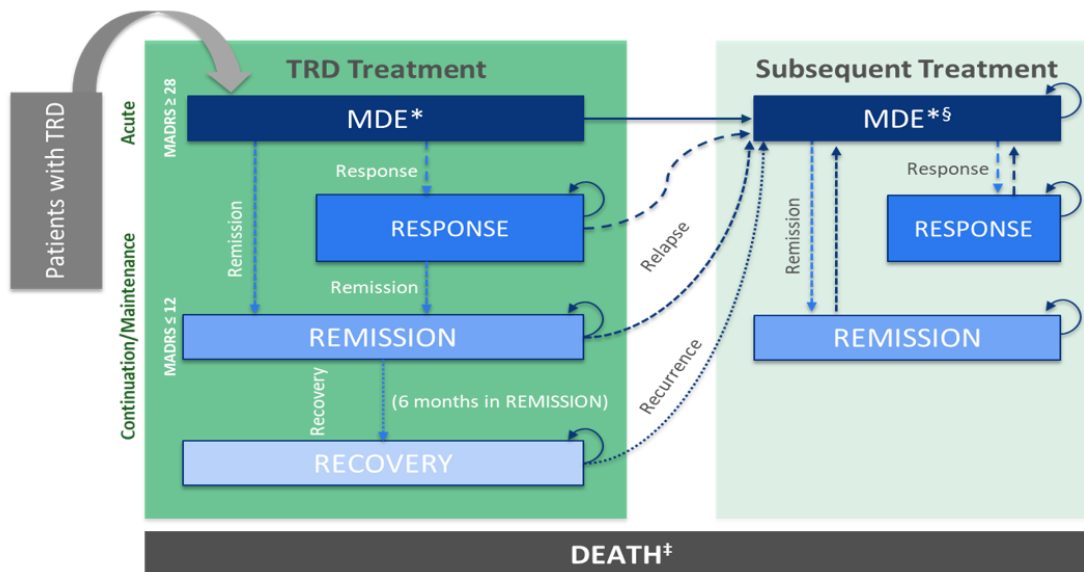 Patients with TRD
Acute
Continuation/Maintenance
MADRS ≥ 28
MADRS ≤ 12
TRD Treatment
MDE*
Response
Remission
RESPONSE
Remission
REMISSION
Recovery
(6 months in REMISSION)
RECOVERY
Relapse
Recurrence
Subsequent Treatment
MDE*§
Response
Remission
RESPONSE
REMISSION
DEATH‡